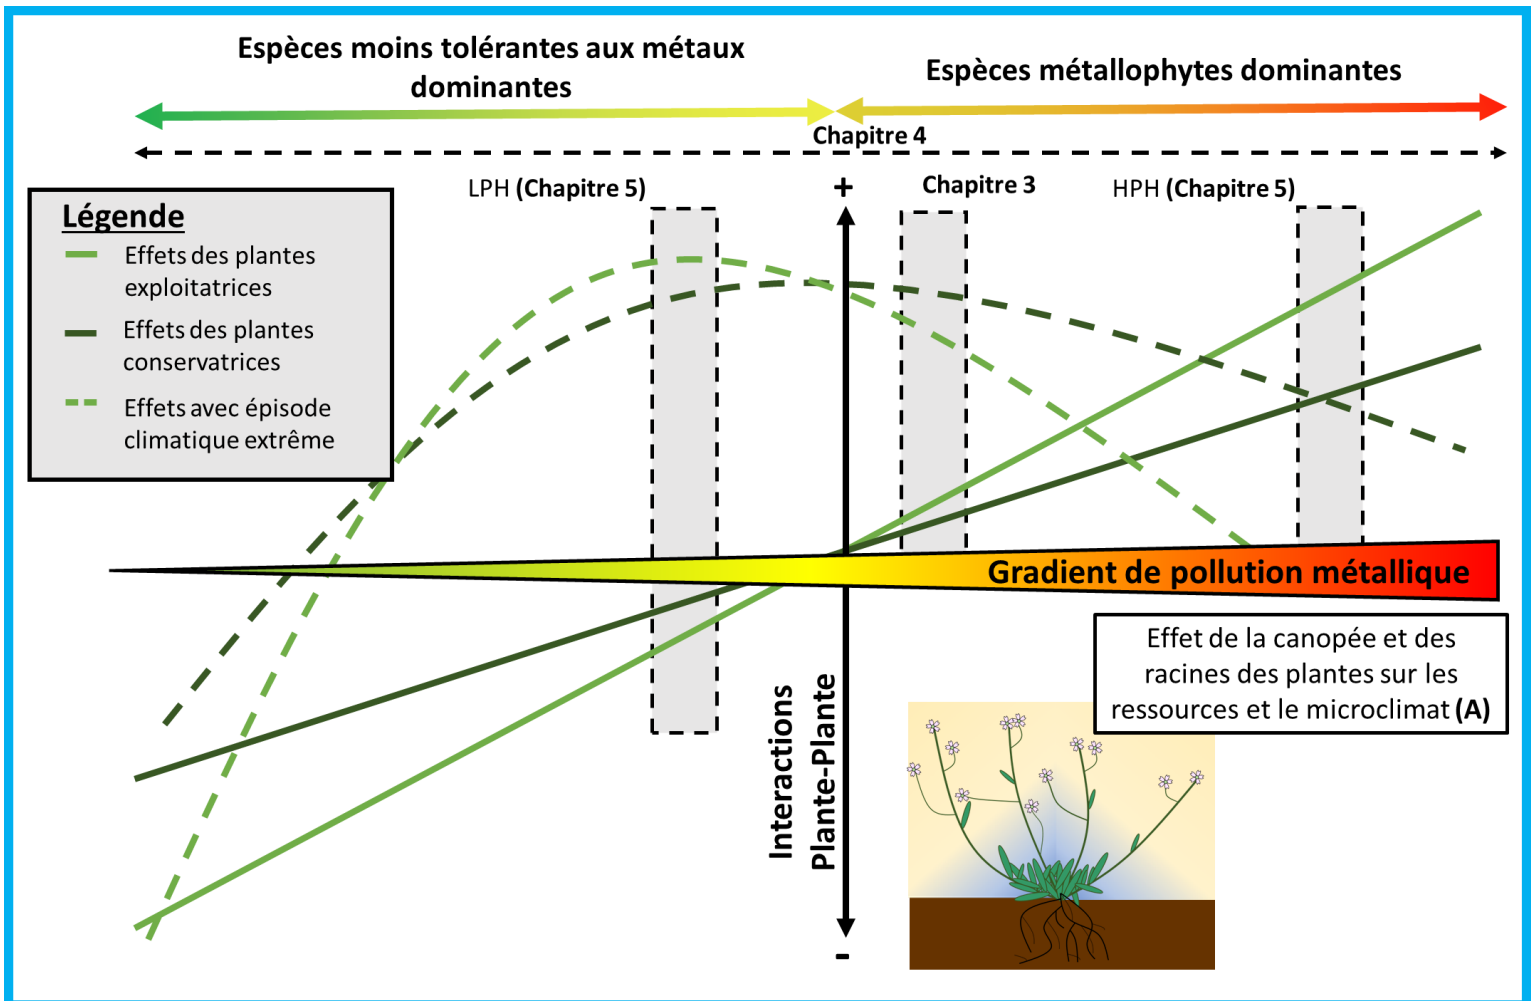 Espèces moins tolérantes aux métaux
dominantes
Espèces métallophytes dominantes
Chapitre 4
LPH (Chapitre 5)
+
Chapitre 3
HPH (Chapitre 5)
Légende
Effets des plantes
exploitatrices
Effets des plantes
conservatrices
Effets avec épisode
climatique extrême
Gradient de pollution métallique
Effet de la canopée et des
racines des plantes sur les
ressources et le microclimat (A)
Interactions
Plante-Plante
-